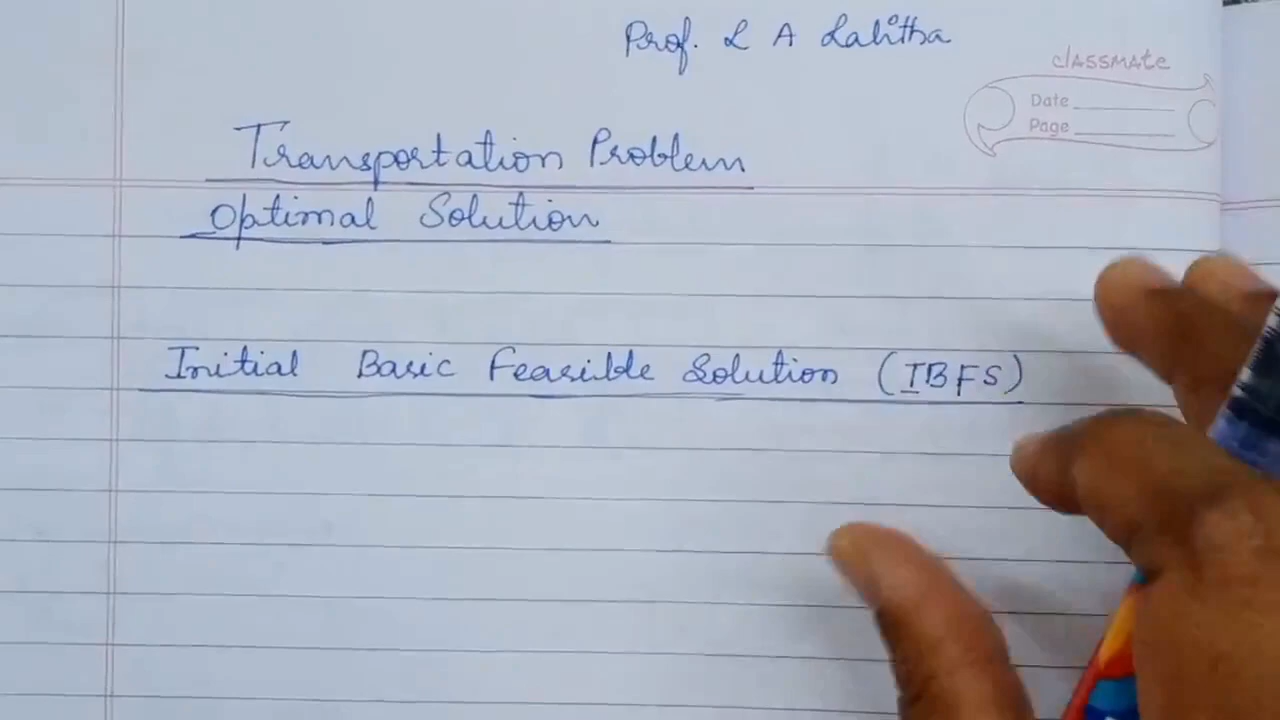 Prof. L A Lalitha
classmate
Date
Page
Transportation Problem
Optimal Solution
Initial Basic Feasible Solution (IBFS)